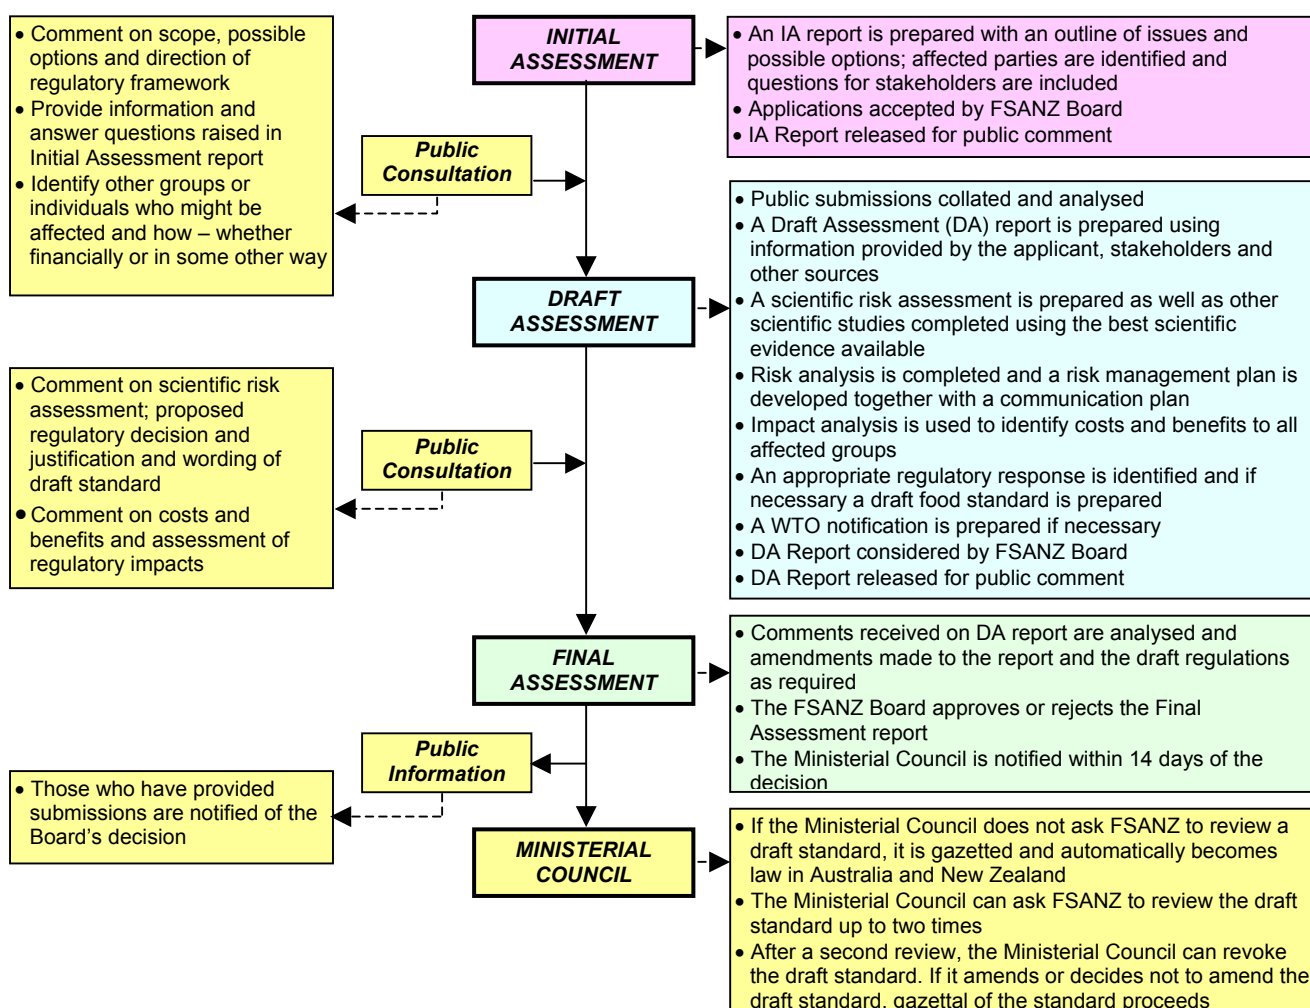 • Comment on scope, possible
options and direction of
regulatory framework
• Provide information and
answer questions raised in
Initial Assessment report
• Identify other groups or
individuals who might be
affected and how – whether
financially or in some other way
INITIAL
ASSESSMENT
• An IA report is prepared with an outline of issues and
possible options; affected parties are identified and
questions for stakeholders are included
• Applications accepted by FSANZ Board
• IA Report released for public comment
Public
Consultation
DRAFT
ASSESSMENT
• Public submissions collated and analysed
• A Draft Assessment (DA) report is prepared using
information provided by the applicant, stakeholders and
other sources
• A scientific risk assessment is prepared as well as other
scientific studies completed using the best scientific
evidence available
• Risk analysis is completed and a risk management plan is
developed together with a communication plan
• Impact analysis is used to identify costs and benefits to all
affected groups
• An appropriate regulatory response is identified and if
necessary a draft food standard is prepared
• A WTO notification is prepared if necessary
• DA Report considered by FSANZ Board
• DA Report released for public comment
• Comment on scientific risk
assessment; proposed
regulatory decision and
justification and wording of
draft standard
• Comment on costs and
benefits and assessment of
regulatory impacts
Public
Consultation
FINAL
ASSESSMENT
• Comments received on DA report are analysed and
amendments made to the report and the draft regulations
as required
• The FSANZ Board approves or rejects the Final
Assessment report
• The Ministerial Council is notified within 14 days of the
decision
Public
Information
• Those who have provided
submissions are notified of the
Board's decision
MINISTERIAL
COUNCIL
• If the Ministerial Council does not ask FSANZ to review a
draft standard, it is gazetted and automatically becomes
law in Australia and New Zealand
• The Ministerial Council can ask FSANZ to review the draft
standard up to two times
• After a second review, the Ministerial Council can revoke
the draft standard. If it amends or decides not to amend the
draft standard, gazettal of the standard proceeds